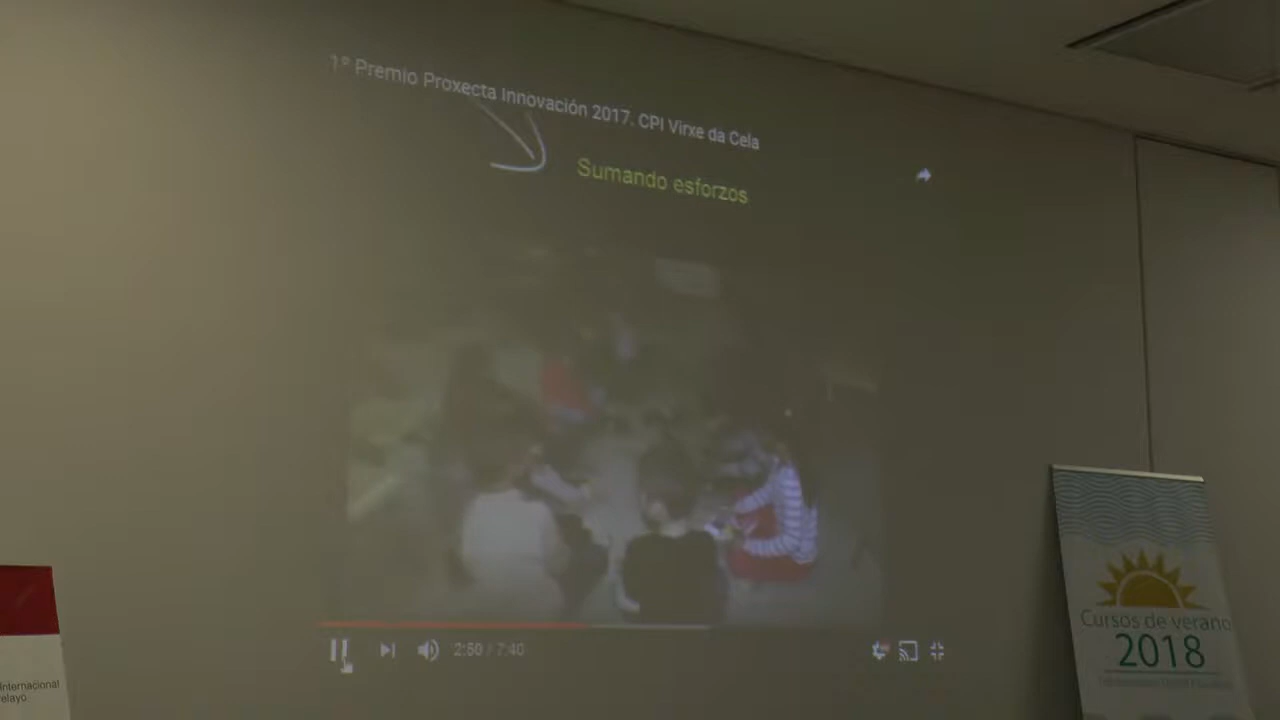 1º Premio Proxecta Innovación 2017. CPI Virxe da Cela
Sumando esforzos
2:50 / 7:40
Internacional
elayo
Cursos de verano
2018